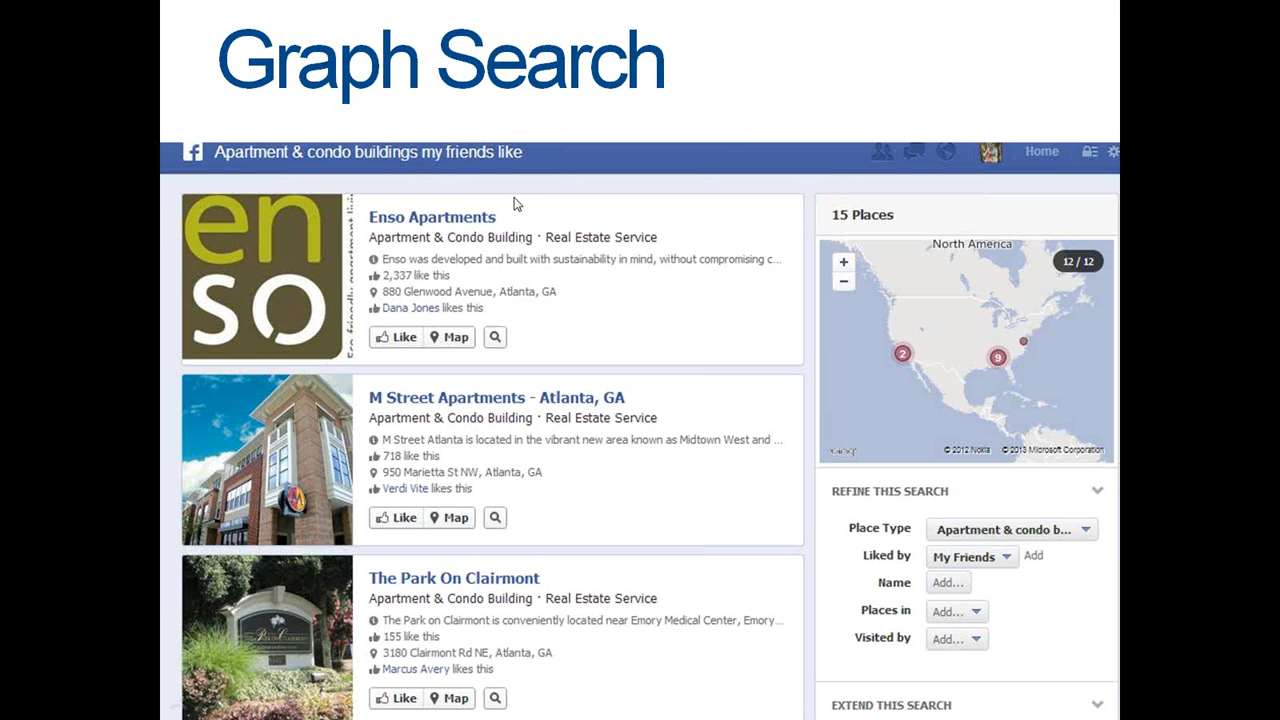 Graph Search
Apartment & condo buildings my friends like
Home
en
so
Enso Apartments
Apartment & Condo Building · Real Estate Service
Enso was developed and built with sustainability in mind, without compromising c...
2,337 like this
880 Glenwood Avenue, Atlanta, GA
Dana Jones likes this
Like Map
M Street Apartments - Atlanta, GA
Apartment & Condo Building · Real Estate Service
M Street Atlanta is located in the vibrant new area known as Midtown West and ...
718 like this
950 Marietta St NW, Atlanta, GA
Verdi Vite likes this
Like Map
The Park On Clairmont
Apartment & Condo Building · Real Estate Service
The Park on Clairmont is conveniently located near Emory Medical Center, Emory...
155 like this
3180 Clairmont Rd NE, Atlanta, GA
Marcus Avery likes this
Like Map
15 Places
North America
+
12 / 12
−
2
9
© 2012 Nokia © 2013 Microsoft Corporation
REFINE THIS SEARCH
Place Type Apartment & condo b...
Liked by My Friends Add
Name Add...
Places in Add...
Visited by Add...
EXTEND THIS SEARCH